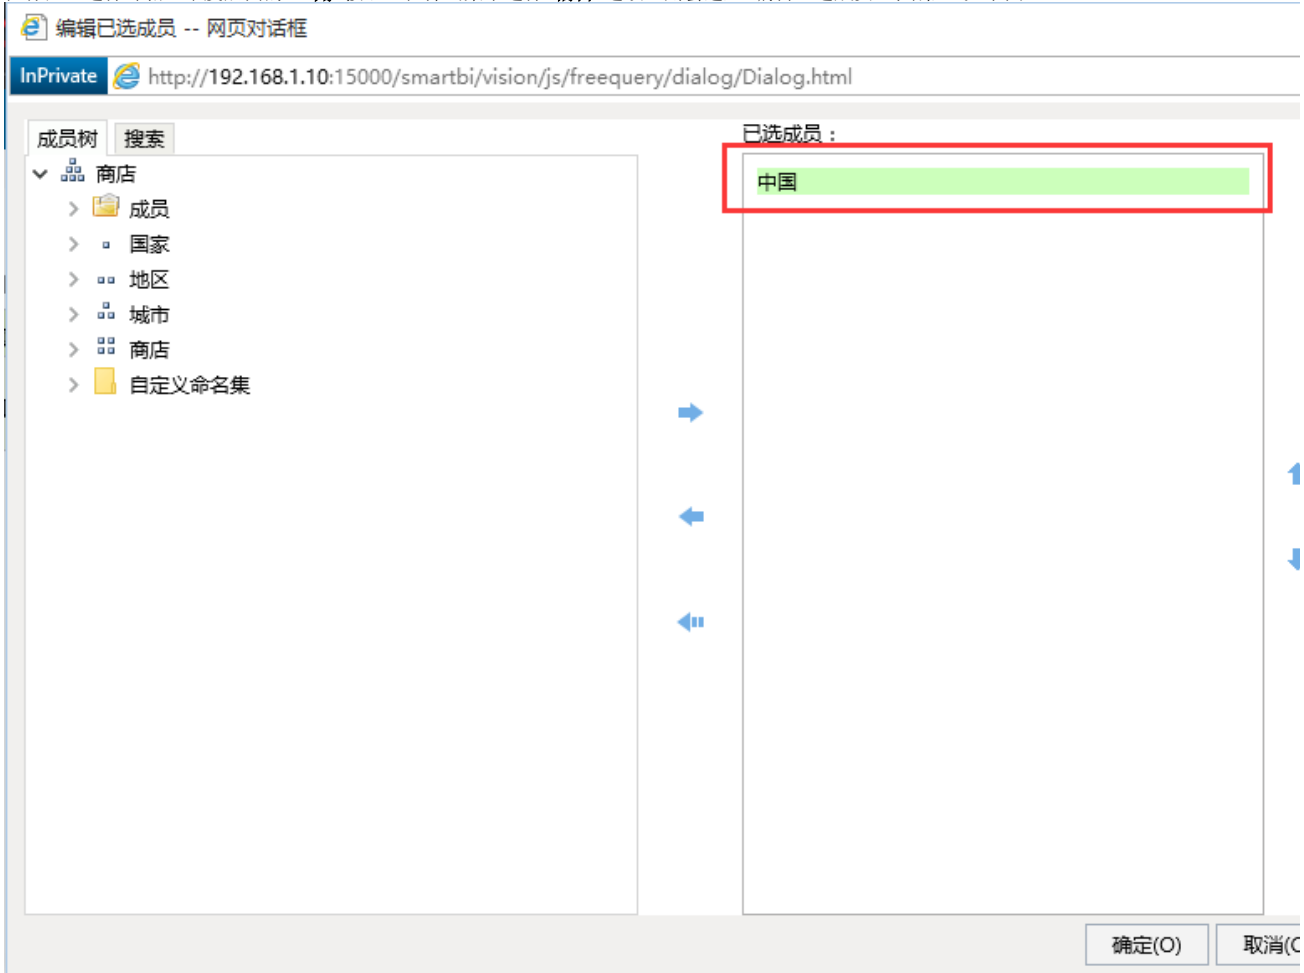 编辑已选成员 -- 网页对话框
InPrivate http://192.168.1.10:15000/smartbi/vision/js/freequery/dialog/Dialog.html
成员树 搜索
已选成员：
商店
中国
成员
国家
地区
城市
商店
自定义命名集
确定(O) 取消(